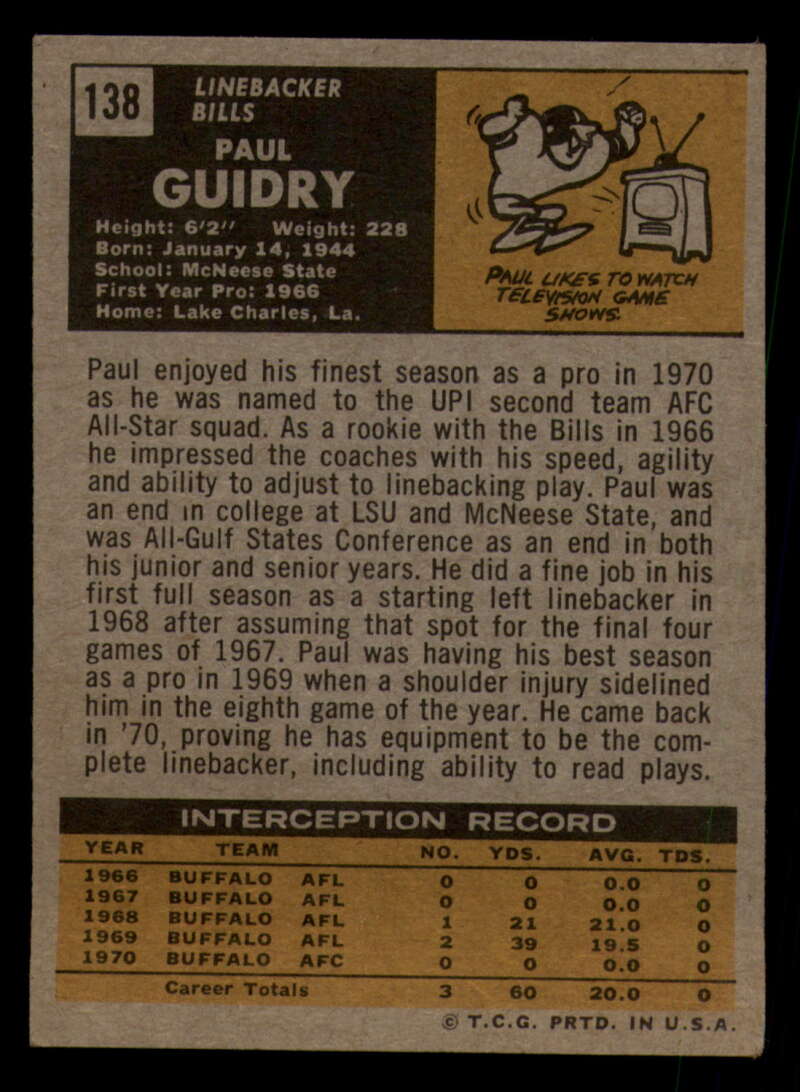 138
LINEBACKER
BILLS
PAUL
GUIDRY
Height: 6'2" Weight: 228
Born: January 14, 1944
School: McNeese State
First Year Pro: 1966
Home: Lake Charles, La.
PAUL LIKES TO WATCH
TELEVISION GAME
SHOWS.
Paul enjoyed his finest season as a pro in 1970
as he was named to the UPI second team AFC
All-Star squad. As a rookie with the Bills in 1966
he impressed the coaches with his speed, agility
and ability to adjust to linebacking play. Paul was
an end in college at LSU and McNeese State, and
was All-Gulf States Conference as an end in both
his junior and senior years. He did a fine job in his
first full season as a starting left linebacker in
1968 after assuming that spot for the final four
games of 1967. Paul was having his best season
as a pro in 1969 when a shoulder injury sidelined
him in the eighth game of the year. He came back
in '70, proving he has equipment to be the com-
plete linebacker, including ability to read plays.
INTERCEPTION RECORD
YEAR TEAM NO. YDS. AVG. TDS.
1966 BUFFALO AFL 0 0 0.0 0
1967 BUFFALO AFL 0 0 0.0 0
1968 BUFFALO AFL 1 21 21.0 0
1969 BUFFALO AFL 2 39 19.5 0
1970 BUFFALO AFC 0 0 0.0 0
Career Totals 3 60 20.0 0
© T.C.G. PRTD. IN U.S.A.